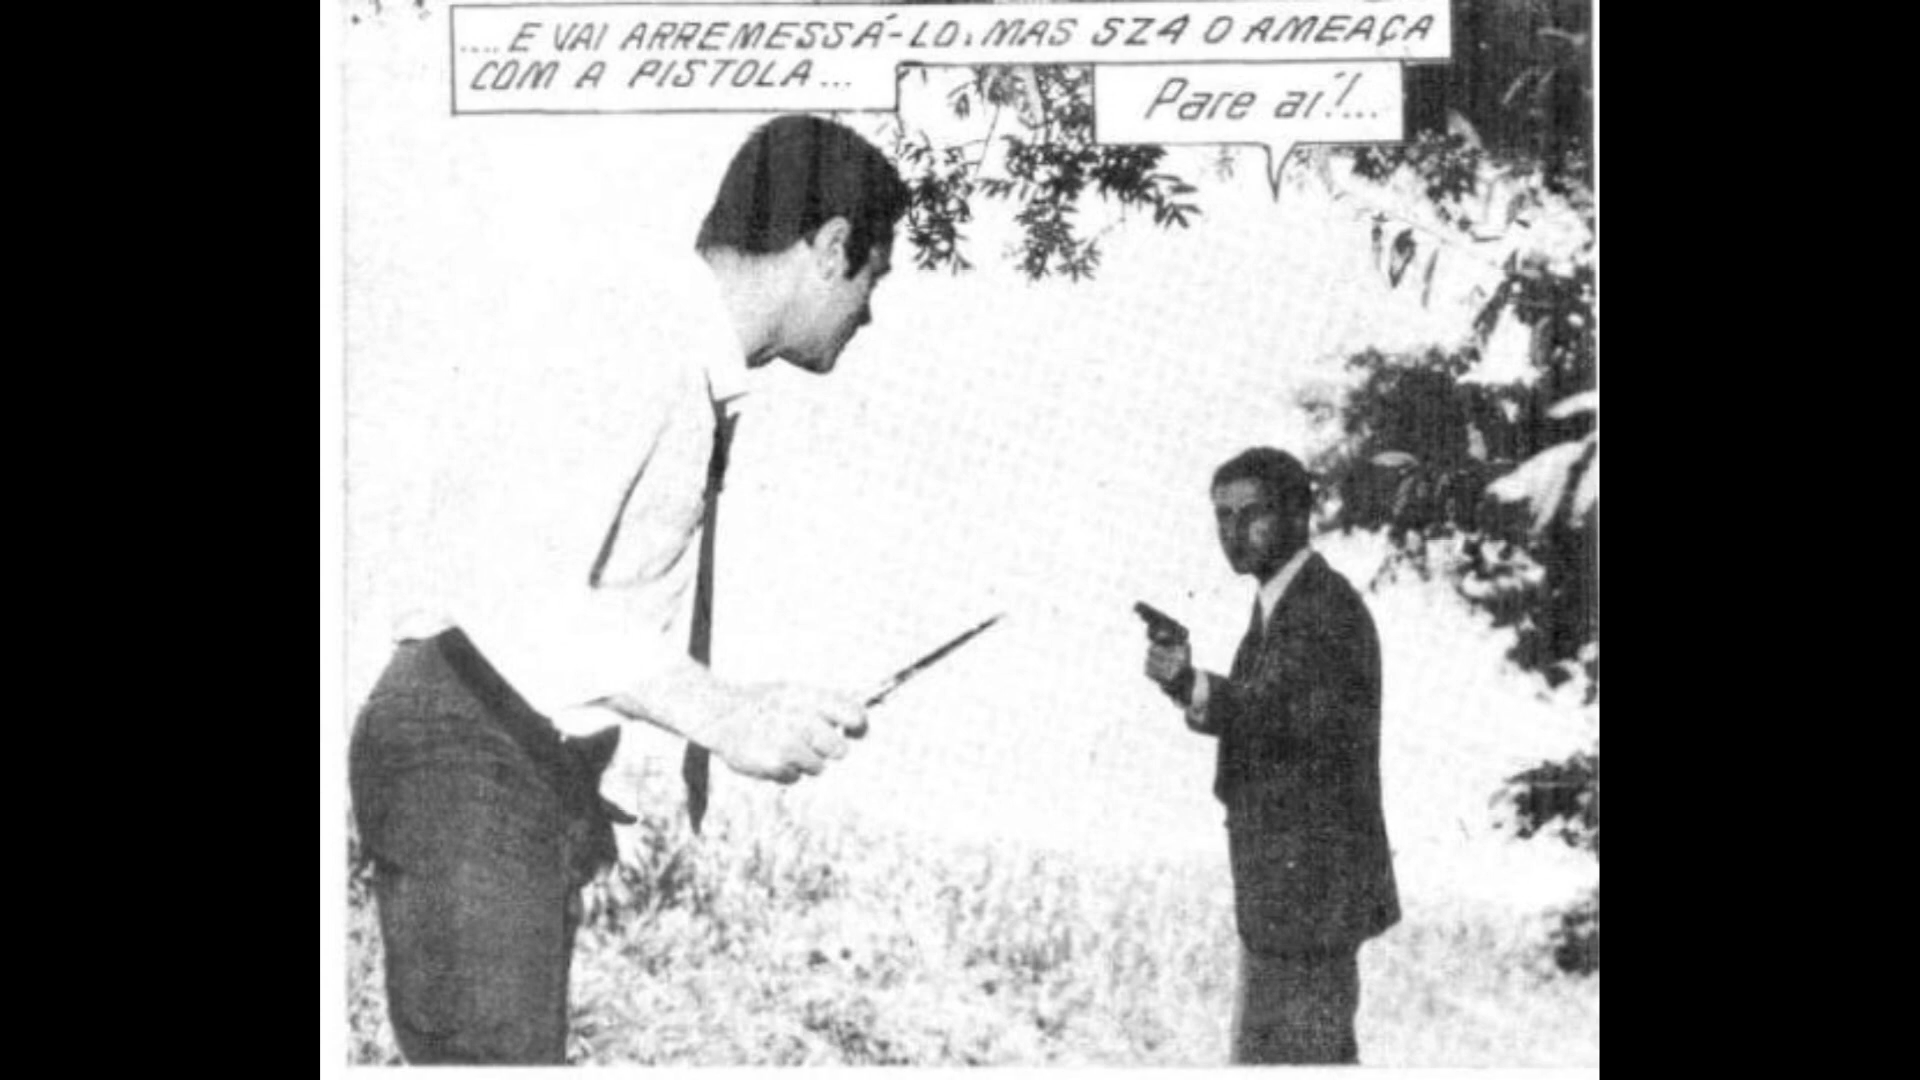 .... E VAI ARREMESSÁ-LO, MAS SZ4 O AMEAÇA
COM A PISTOLA...
Pare aí!...